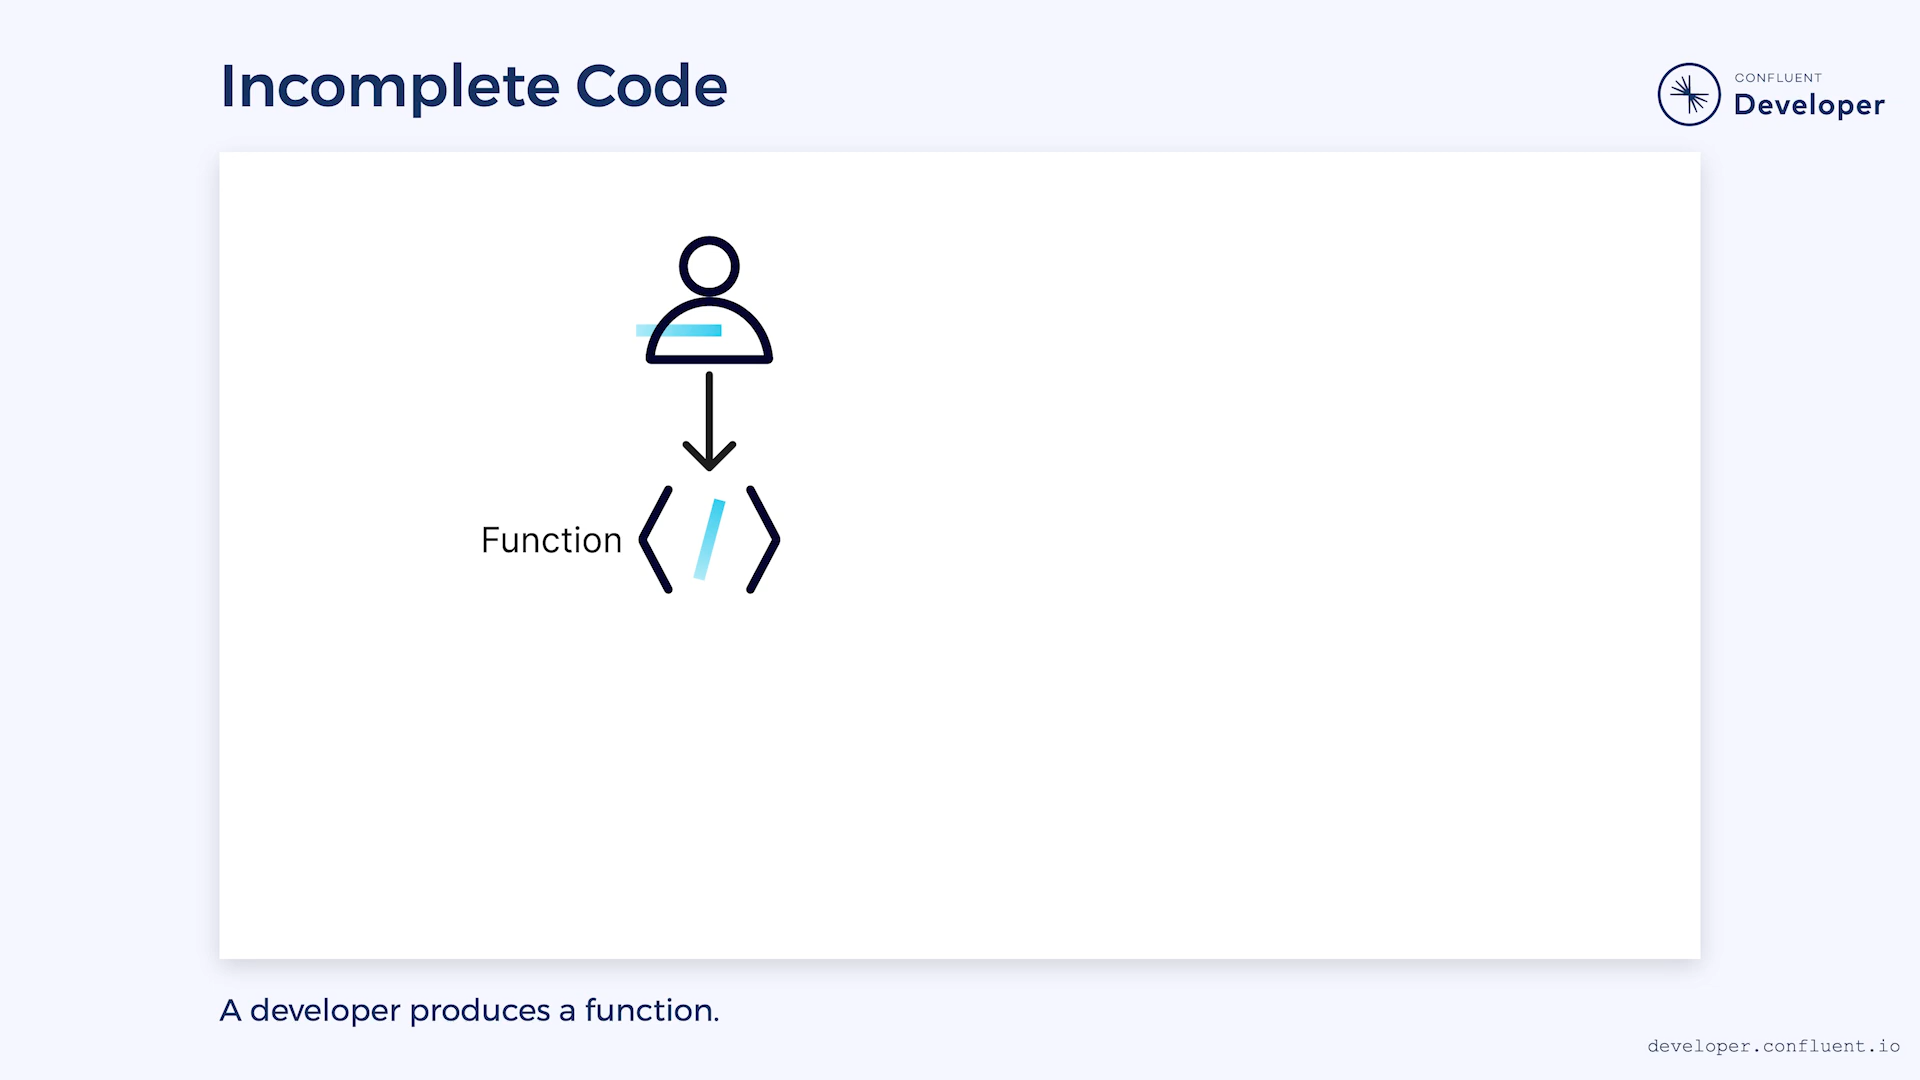 Incomplete Code
CONFLUENT
Developer
Function
A developer produces a function.
developer.confluent.io